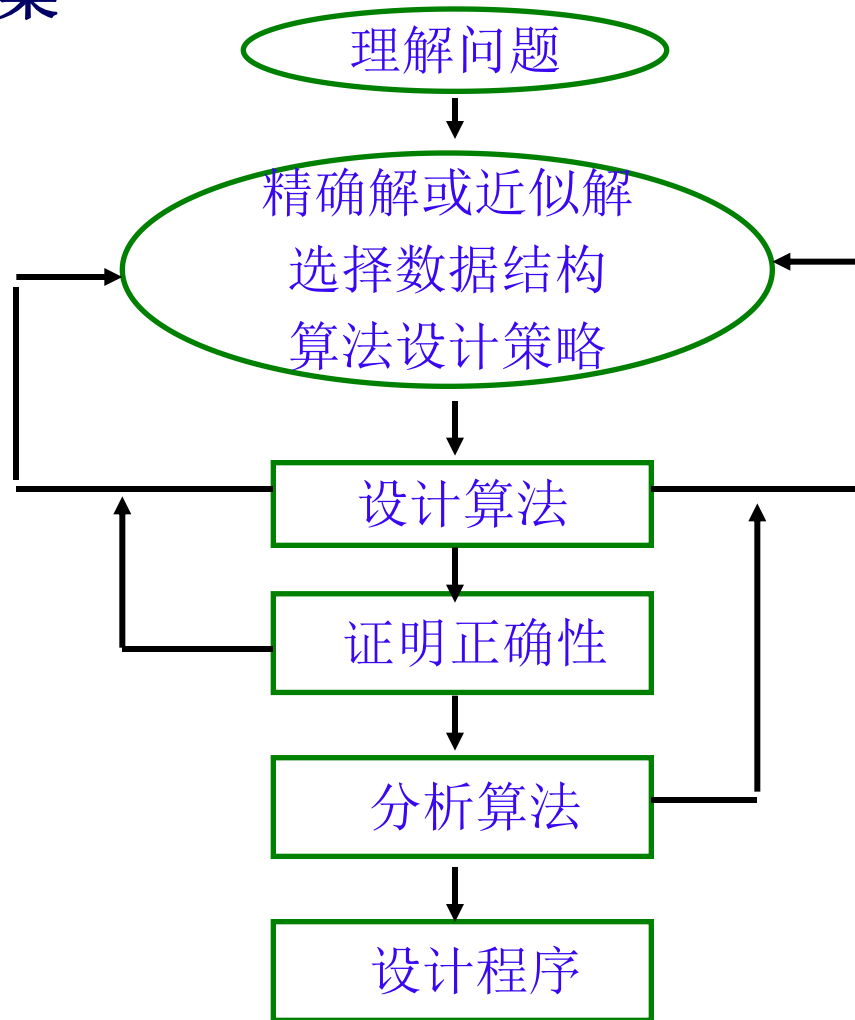 理解问题
精确解或近似解
选择数据结构
算法设计策略
设计算法
证明正确性
分析算法
设计程序